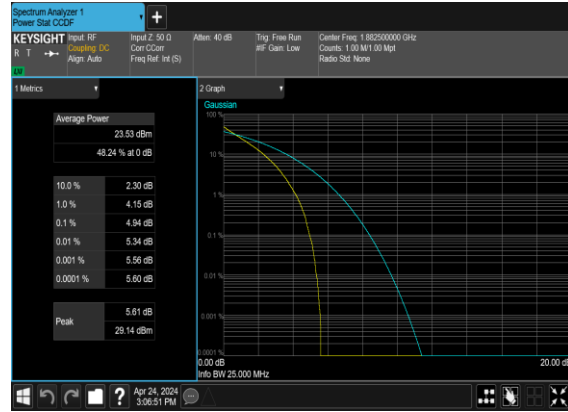 Spectrum Analyzer 1
Power Stat CCDF
+
KEYSIGHT
R T
LXI
Input: RF
Coupling: DC
Align: Auto
Input Z: 50 Ω
Corr CCorr
Freq Ref: Int (S)
Atten: 40 dB
Trig: Free Run
#IF Gain: Low
Center Freq: 1.882500000 GHz
Counts: 1.00 M/1.00 Mpt
Radio Std: None
1 Metrics
Average Power
23.53 dBm
48.24 % at 0 dB
10.0 % 2.30 dB
1.0 % 4.15 dB
0.1 % 4.94 dB
0.01 % 5.34 dB
0.001 % 5.56 dB
0.0001 % 5.60 dB
Peak 5.61 dB
29.14 dBm
2 Graph
Gaussian
100 %
10 %
1 %
0.1 %
0.01 %
0.001 %
0.0001 %
0.00 dB 20.00 dB
Info BW 25.000 MHz
?
Apr 24, 2024
3:06:51 PM